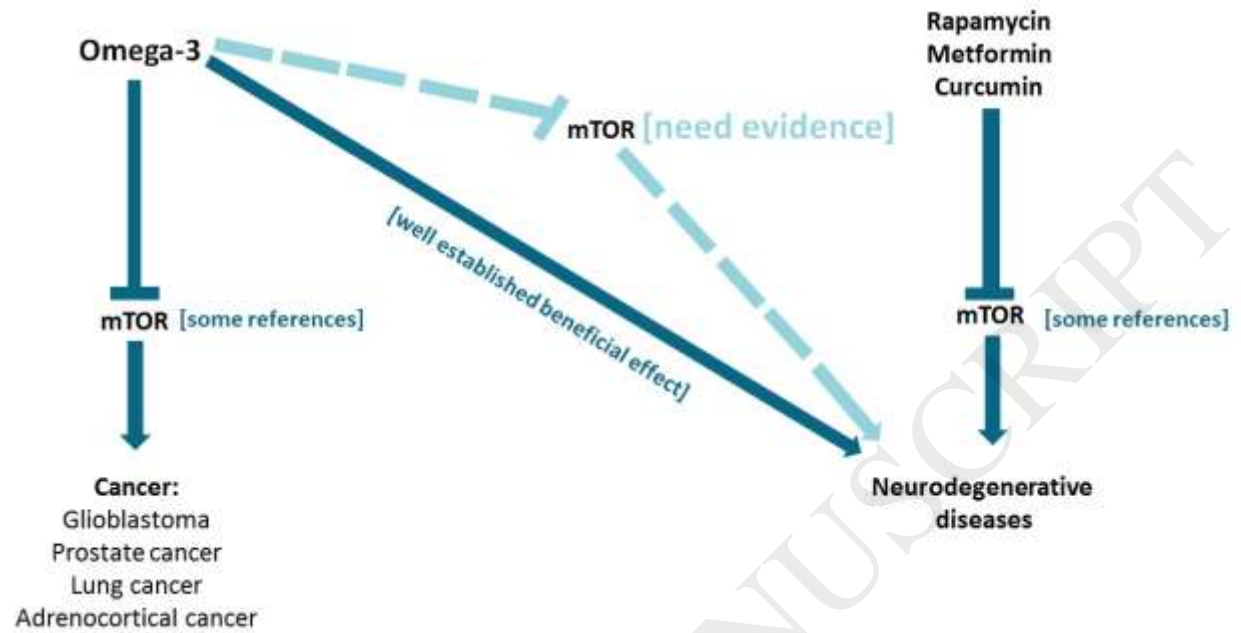 Omega-3
Rapamycin
Metformin
Curcumin
mTOR [need evidence]
[well established beneficial effect]
mTOR [some references]
mTOR [some references]
Cancer:
Glioblastoma
Prostate cancer
Lung cancer
Adrenocortical cancer
Neurodegenerative
diseases
NUSCRIPT